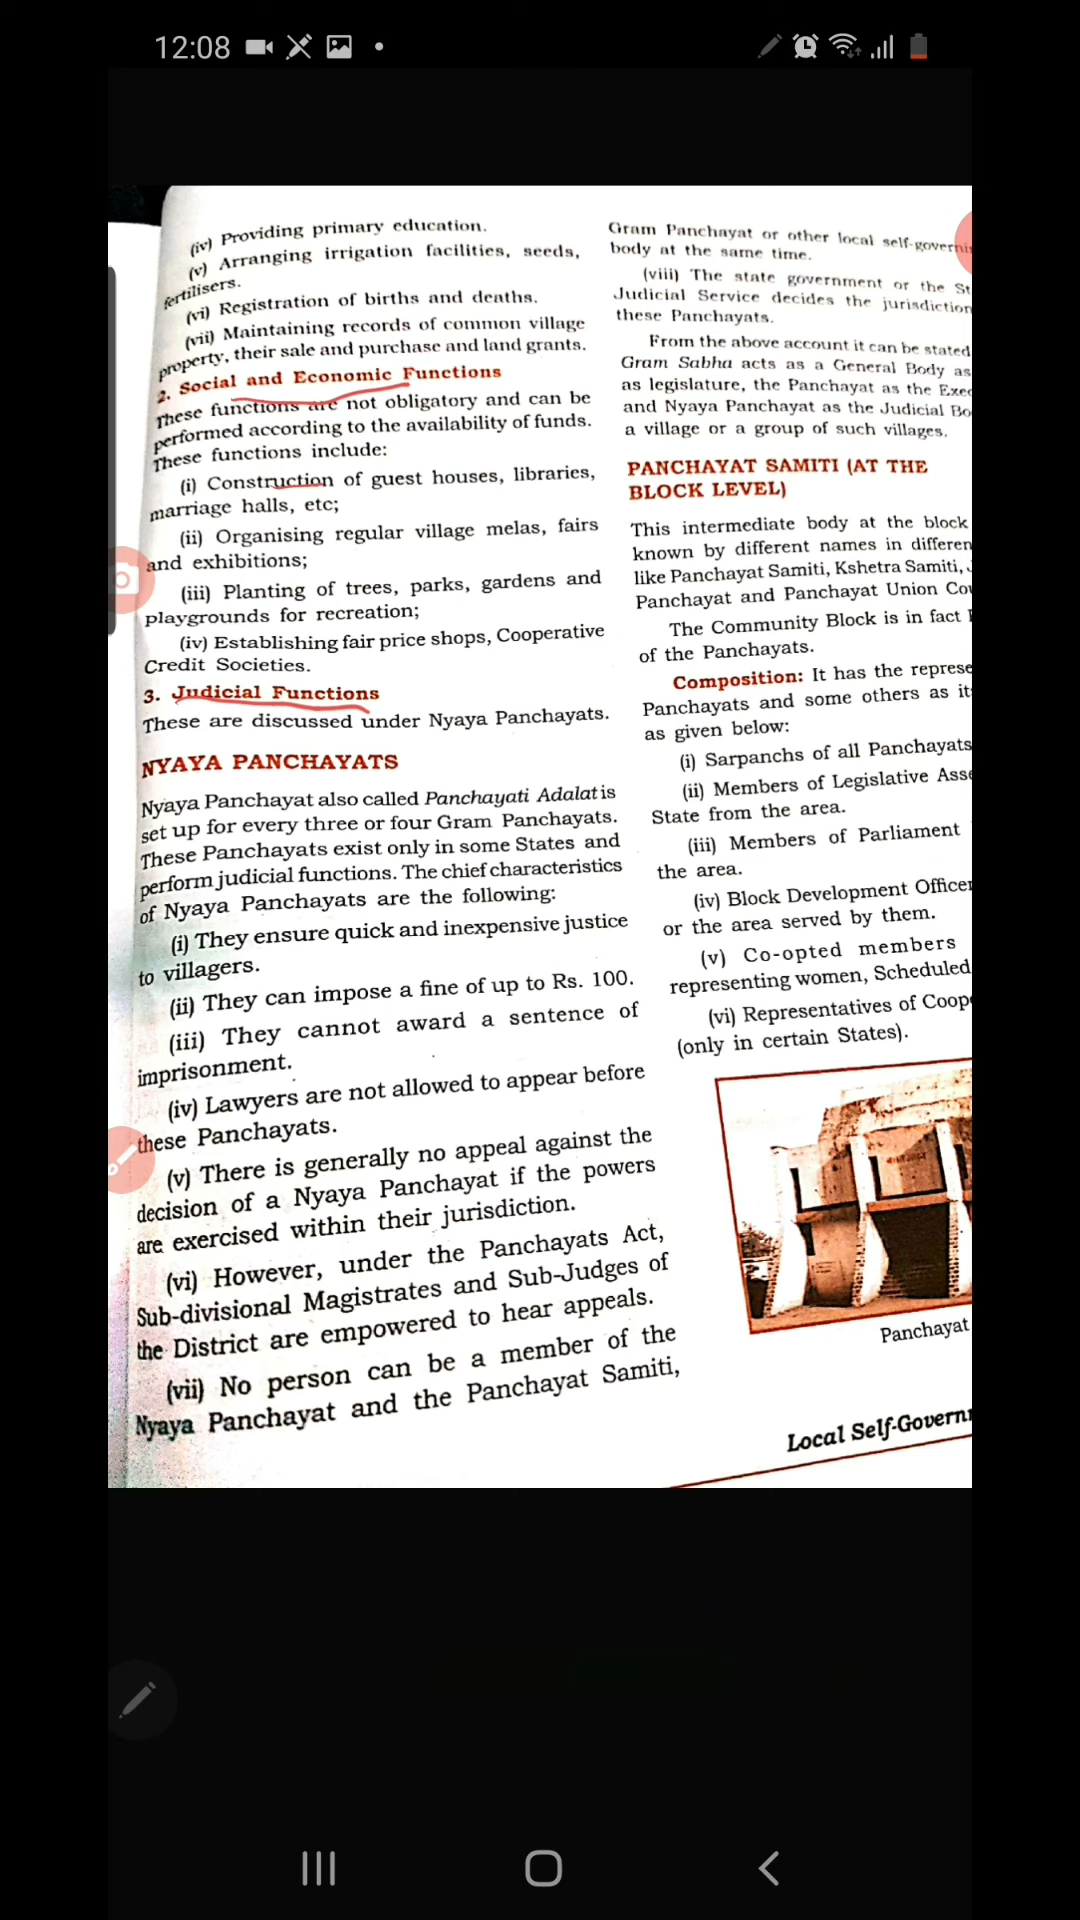 12:08
(iv) Providing primary education.
(v) Arranging irrigation facilities, seeds,
fertilisers.
(vi) Registration of births and deaths.
(vii) Maintaining records of common village
property, their sale and purchase and land grants.
2. Social and Economic Functions
These functions are not obligatory and can be
performed according to the availability of funds.
These functions include:
(i) Construction of guest houses, libraries,
marriage halls, etc;
(ii) Organising regular village melas, fairs
and exhibitions;
(iii) Planting of trees, parks, gardens and
playgrounds for recreation;
(iv) Establishing fair price shops, Cooperative
Credit Societies.
3. Judicial Functions
These are discussed under Nyaya Panchayats.
NYAYA PANCHAYATS
Nyaya Panchayat also called Panchayati Adalat is
set up for every three or four Gram Panchayats.
These Panchayats exist only in some States and
perform judicial functions. The chief characteristics
of Nyaya Panchayats are the following:
(i) They ensure quick and inexpensive justice
to villagers.
(ii) They can impose a fine of up to Rs. 100.
(iii) They cannot award a sentence of
imprisonment.
(iv) Lawyers are not allowed to appear before
these Panchayats.
(v) There is generally no appeal against the
decision of a Nyaya Panchayat if the powers
are exercised within their jurisdiction.
(vi) However, under the Panchayats Act,
Sub-divisional Magistrates and Sub-Judges of
the District are empowered to hear appeals.
(vii) No person can be a member of the
Nyaya Panchayat and the Panchayat Samiti,
Gram Panchayat or other local self-governi
body at the same time.
(viii) The state government or the St
Judicial Service decides the jurisdiction
these Panchayats.
From the above account it can be stated
Gram Sabha acts as a General Body as
as legislature, the Panchayat as the Exec
and Nyaya Panchayat as the Judicial Bo
a village or a group of such villages.
PANCHAYAT SAMITI (AT THE
BLOCK LEVEL)
This intermediate body at the block
known by different names in differen
like Panchayat Samiti, Kshetra Samiti,
Panchayat and Panchayat Union Cou
The Community Block is in fact
of the Panchayats.
Composition: It has the represe
Panchayats and some others as it
as given below:
(i) Sarpanchs of all Panchayats
(ii) Members of Legislative Asse
State from the area.
(iii) Members of Parliament
the area.
(iv) Block Development Officer
or the area served by them.
(v) Co-opted members
representing women, Scheduled
(vi) Representatives of Coope
(only in certain States).
Panchayat
Local Self-Governm